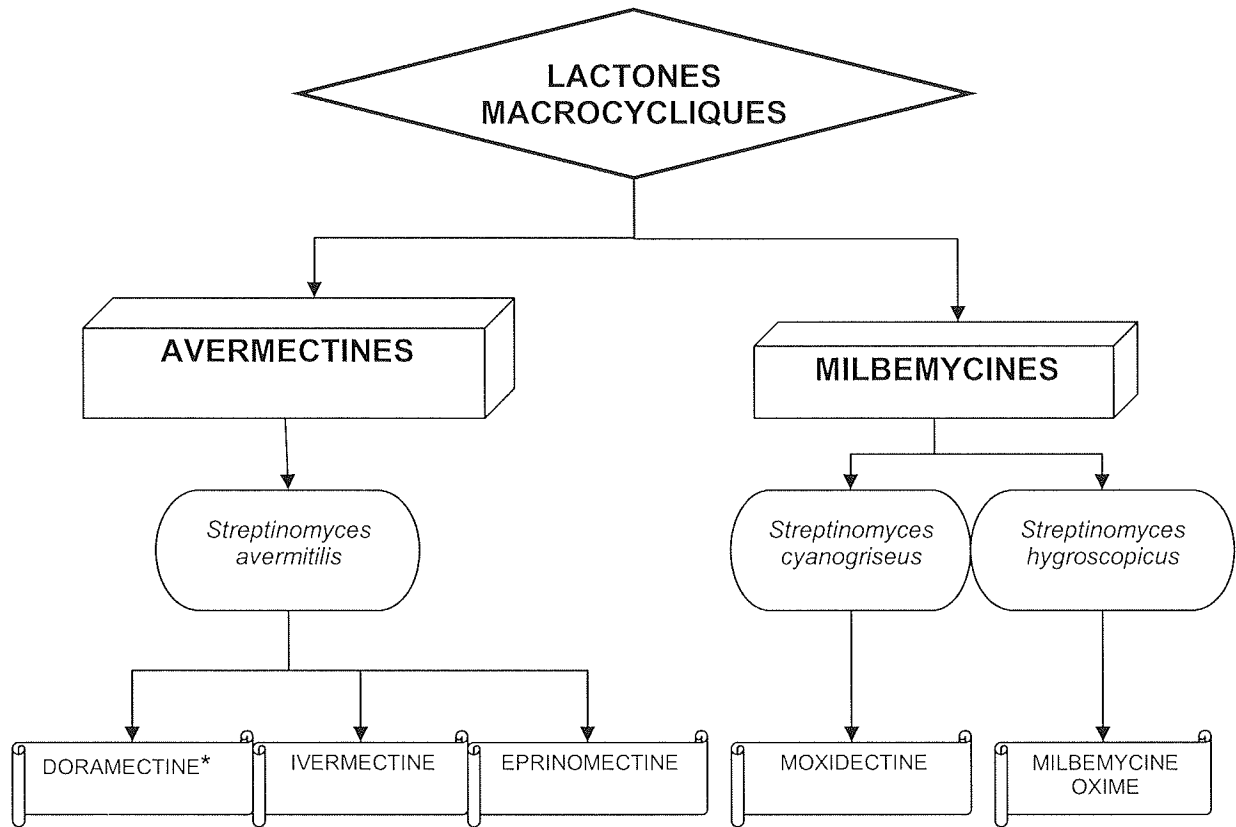 LACTONES
MACROCYCLIQUES
AVERMECTINES
MILBEMYCINES
Streptinomyces
avermitilis
Streptinomyces
cyanogriseus
Streptinomyces
hygroscopicus
DORAMECTINE*
IVERMECTINE
EPRINOMECTINE
MOXIDECTINE
MILBEMYCINE
OXIME